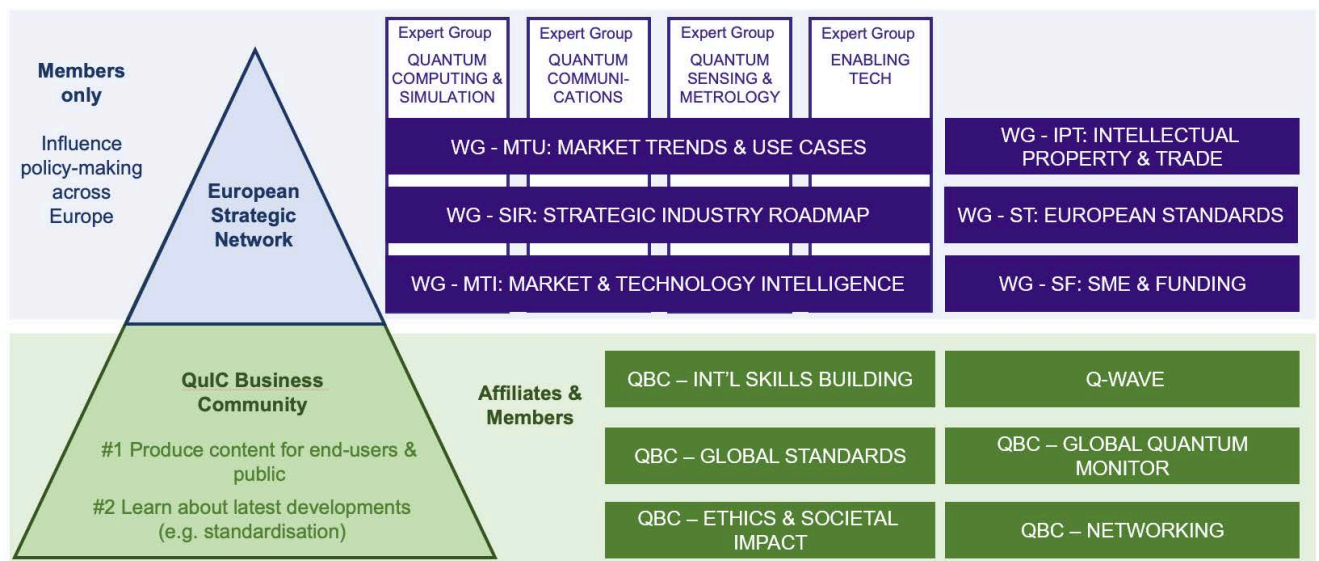 Members
only
Influence
policy-making
across
Europe
European
Strategic
Network
Expert Group
QUANTUM
COMPUTING &
SIMULATION
Expert Group
QUANTUM
COMMUNI-
CATIONS
Expert Group
QUANTUM
SENSING &
METROLOGY
Expert Group
ENABLING
TECH
WG - MTU: MARKET TRENDS & USE CASES
WG - IPT: INTELLECTUAL
PROPERTY & TRADE
WG - SIR: STRATEGIC INDUSTRY ROADMAP
WG - ST: EUROPEAN STANDARDS
WG - MTI: MARKET & TECHNOLOGY INTELLIGENCE
WG - SF: SME & FUNDING
QuIC Business
Community
#1 Produce content for end-users &
public
#2 Learn about latest developments
(e.g. standardisation)
Affiliates &
Members
QBC – INT'L SKILLS BUILDING
Q-WAVE
QBC – GLOBAL STANDARDS
QBC – GLOBAL QUANTUM
MONITOR
QBC – ETHICS & SOCIETAL
IMPACT
QBC – NETWORKING